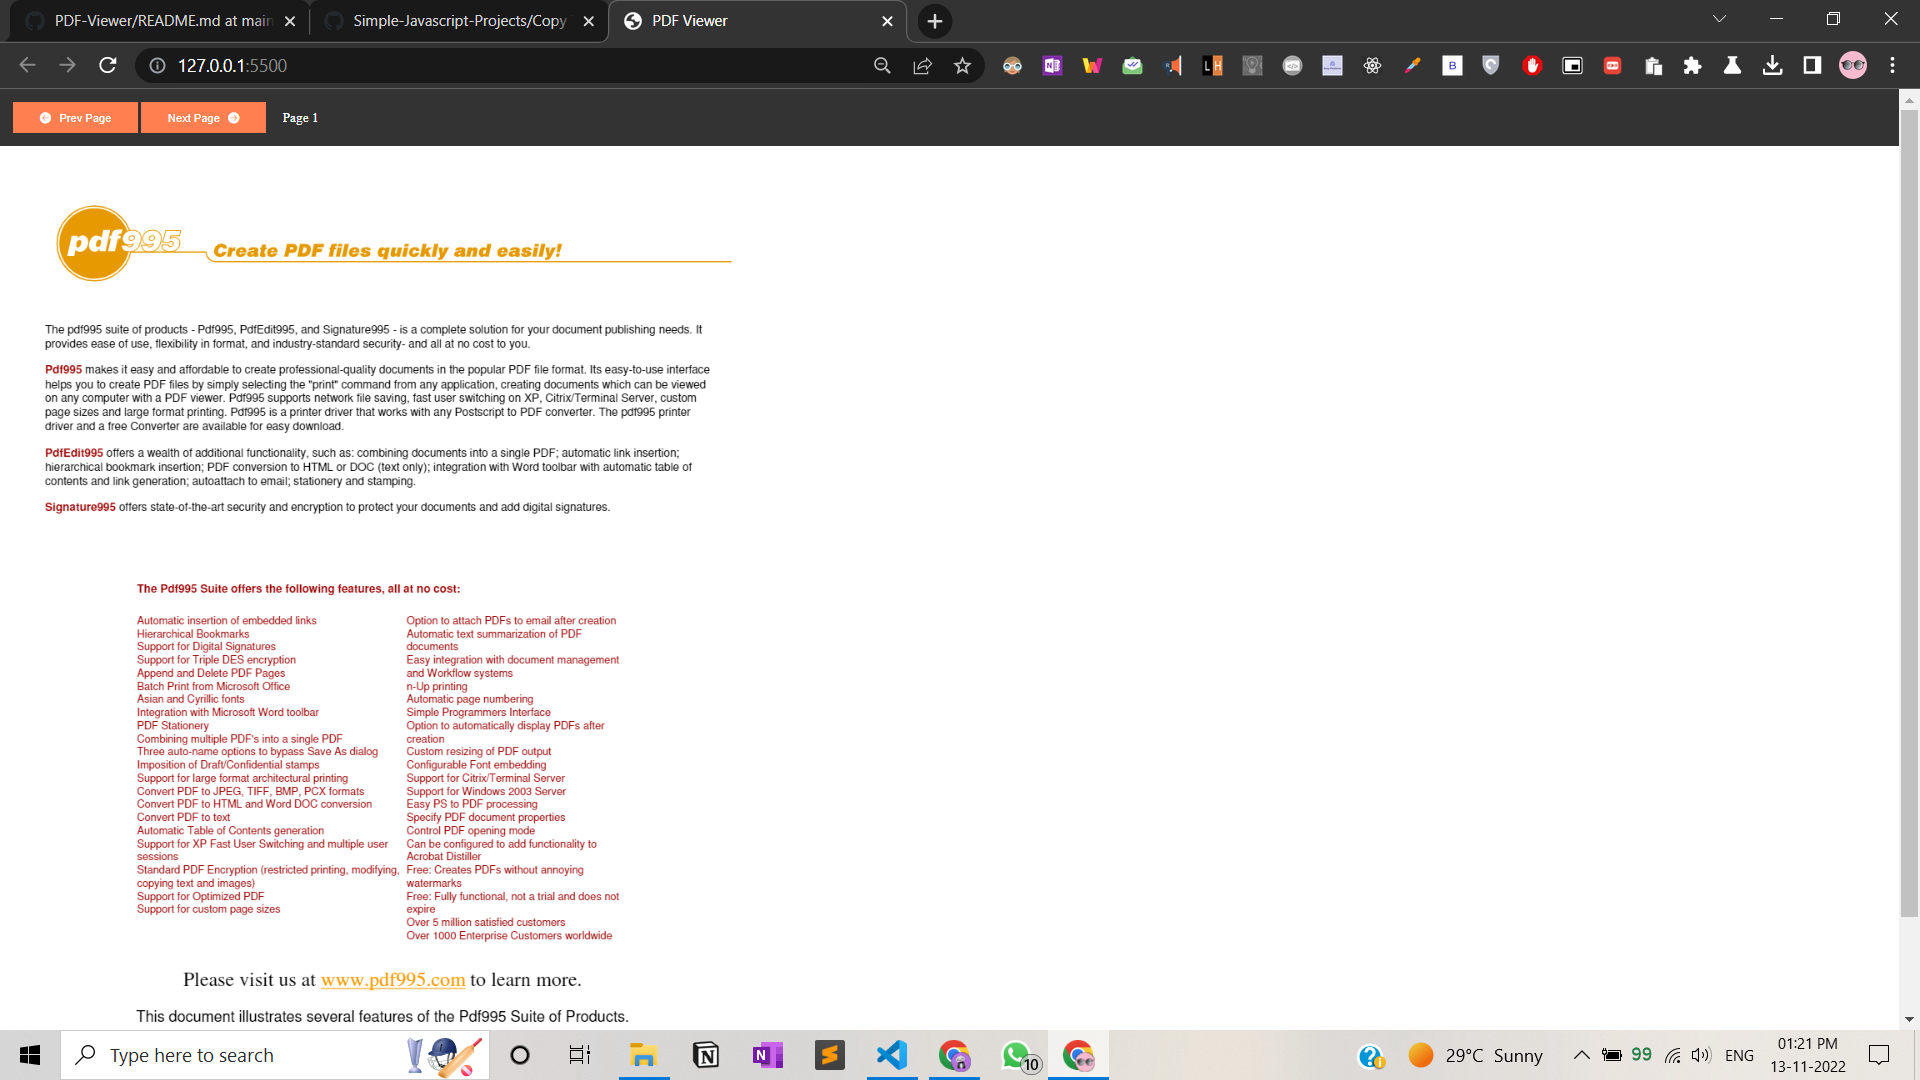 PDF-Viewer/README.md at main
Simple-Javascript-Projects/Copy
PDF Viewer
127.0.0.1:5500
Prev Page
Next Page
Page 1
pdf995
Create PDF files quickly and easily!
The pdf995 suite of products - Pdf995, PdfEdit995, and Signature995 - is a complete solution for your document publishing needs. It
provides ease of use, flexibility in format, and industry-standard security- and all at no cost to you.
Pdf995 makes it easy and affordable to create professional-quality documents in the popular PDF file format. Its easy-to-use interface
helps you to create PDF files by simply selecting the "print" command from any application, creating documents which can be viewed
on any computer with a PDF viewer. Pdf995 supports network file saving, fast user switching on XP, Citrix/Terminal Server, custom
page sizes and large format printing. Pdf995 is a printer driver that works with any Postscript to PDF converter. The pdf995 printer
driver and a free Converter are available for easy download.
PdfEdit995 offers a wealth of additional functionality, such as: combining documents into a single PDF; automatic link insertion;
hierarchical bookmark insertion; PDF conversion to HTML or DOC (text only); integration with Word toolbar with automatic table of
contents and link generation; autoattach to email; stationery and stamping.
Signature995 offers state-of-the-art security and encryption to protect your documents and add digital signatures.
The Pdf995 Suite offers the following features, all at no cost:
Automatic insertion of embedded links
Hierarchical Bookmarks
Support for Digital Signatures
Support for Triple DES encryption
Append and Delete PDF Pages
Batch Print from Microsoft Office
Asian and Cyrillic fonts
Integration with Microsoft Word toolbar
PDF Stationery
Combining multiple PDF's into a single PDF
Three auto-name options to bypass Save As dialog
Imposition of Draft/Confidential stamps
Support for large format architectural printing
Convert PDF to JPEG, TIFF, BMP, PCX formats
Convert PDF to HTML and Word DOC conversion
Convert PDF to text
Automatic Table of Contents generation
Support for XP Fast User Switching and multiple user
sessions
Standard PDF Encryption (restricted printing, modifying,
copying text and images)
Support for Optimized PDF
Support for custom page sizes
Option to attach PDFs to email after creation
Automatic text summarization of PDF
documents
Easy integration with document management
and Workflow systems
n-Up printing
Automatic page numbering
Simple Programmers Interface
Option to automatically display PDFs after
creation
Custom resizing of PDF output
Configurable Font embedding
Support for Citrix/Terminal Server
Support for Windows 2003 Server
Easy PS to PDF processing
Specify PDF document properties
Control PDF opening mode
Can be configured to add functionality to
Acrobat Distiller
Free: Creates PDFs without annoying
watermarks
Free: Fully functional, not a trial and does not
expire
Over 5 million satisfied customers
Over 1000 Enterprise Customers worldwide
Please visit us at www.pdf995.com to learn more.
This document illustrates several features of the Pdf995 Suite of Products.
Type here to search
10
29°C Sunny
99
ENG
01:21 PM
13-11-2022